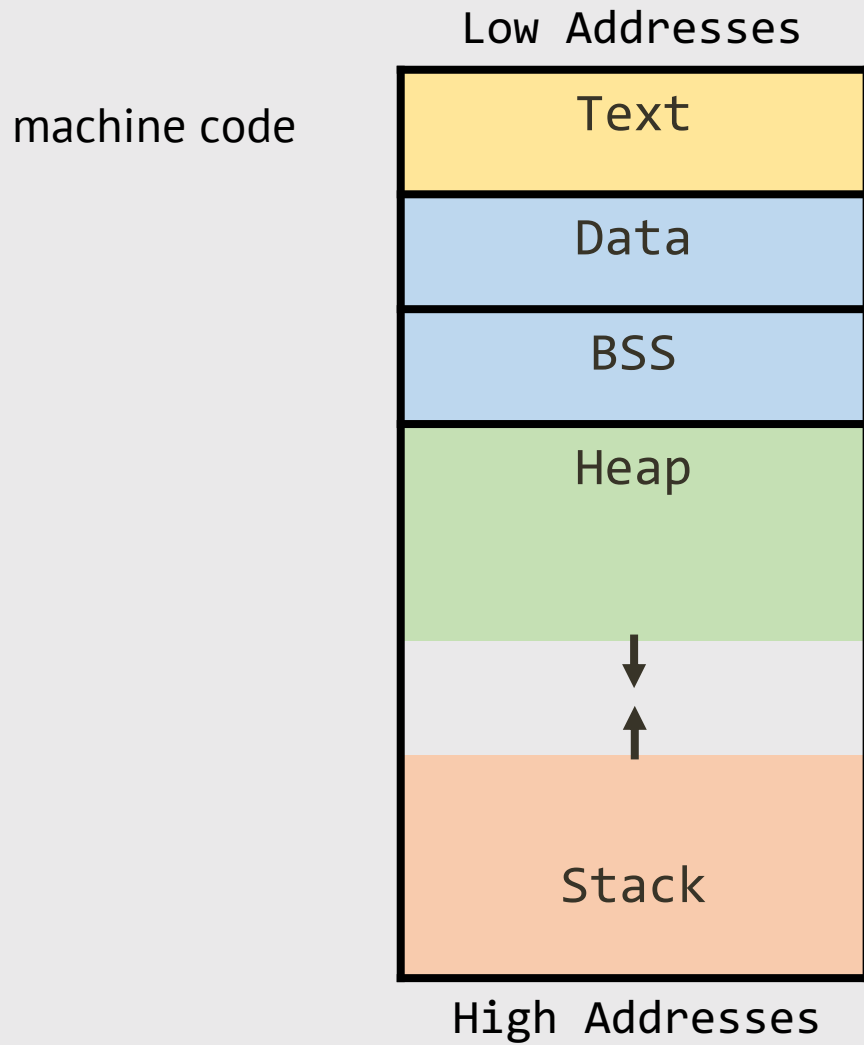 Low Addresses
machine code
Text
Data
BSS
Heap
Stack
High Addresses